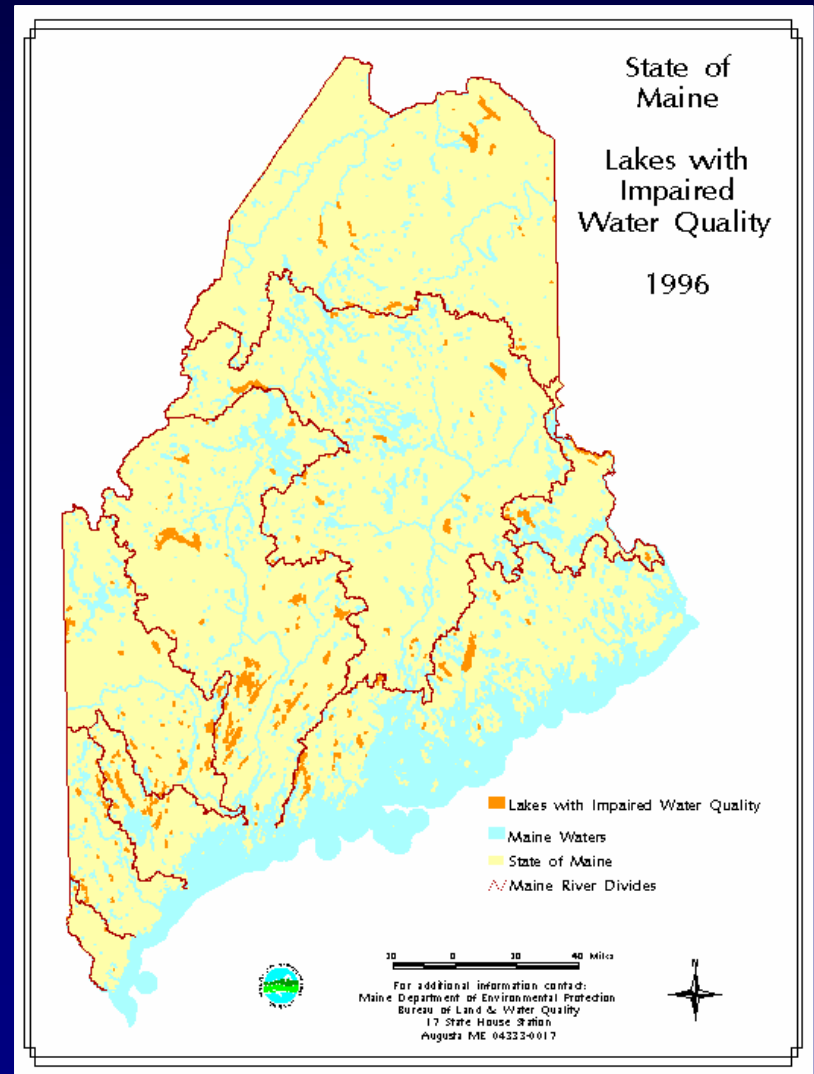 State of
Maine
Lakes with
Impaired
Water Quality
1996
Lakes with Impaired Water Quality
Maine Waters
State of Maine
Maine River Divides
0
40 Miles
N
For additional information contact:
Maine Department of Environmental Protection
Bureau of Land & Water Quality
17 State House Station
Augusta ME 04333-0017